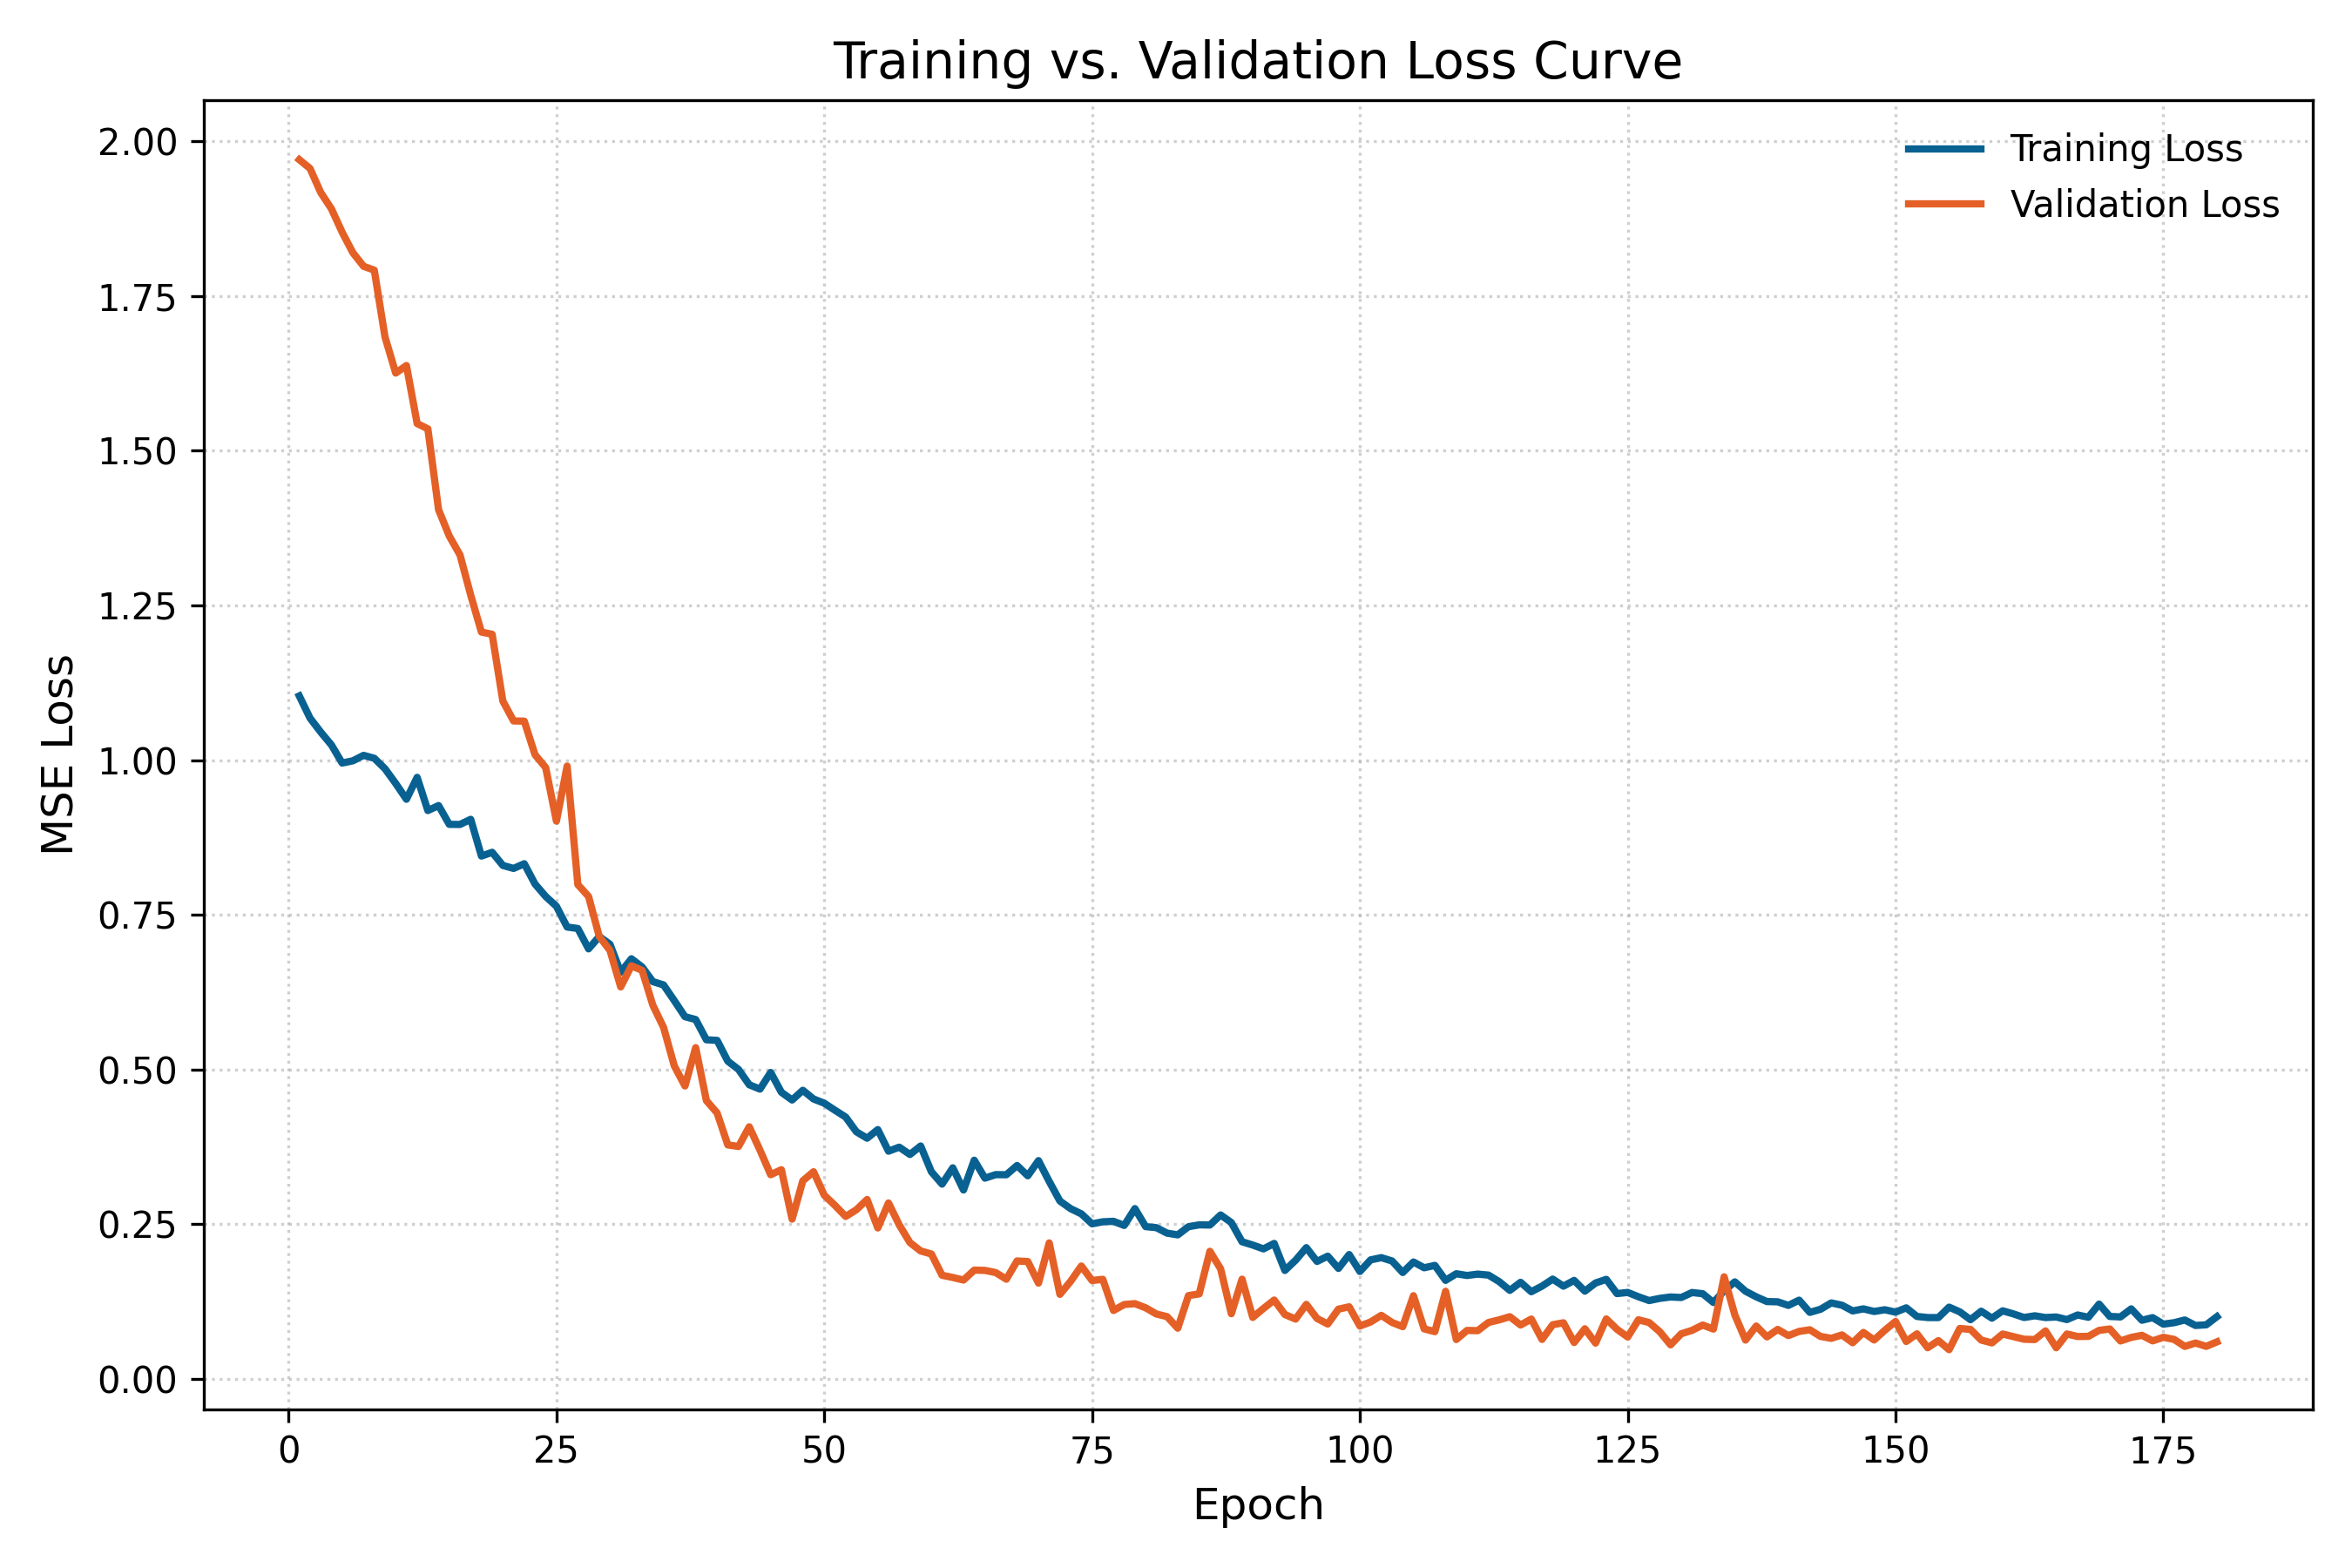 Training vs. Validation Loss Curve
Training Loss
Validation Loss
2.00
1.75
1.50
1.25
1.00
0.75
0.50
0.25
0.00
MSE Loss
0 25 50 75 100 125 150 175
Epoch